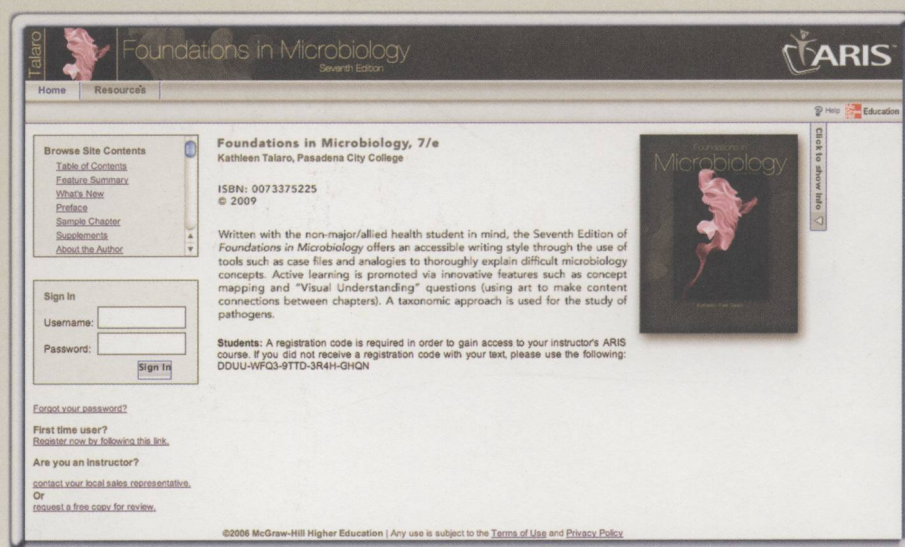 Talaro
Foundations in Microbiology
Seventh Edition
ARIS
Home Resources
Help Education
Browse Site Contents
Table of Contents
Feature Summary
What's New
Preface
Sample Chapter
Supplements
About the Author
Sign in
Username:
Password:
Sign In
Forgot your password?
First time user?
Register now by following this link.
Are you an instructor?
contact your local sales representative.
Or
request a free copy for review.
Foundations in Microbiology, 7/e
Kathleen Talaro, Pasadena City College
ISBN: 0073375225
© 2009
Written with the non-major/allied health student in mind, the Seventh Edition of
Foundations in Microbiology offers an accessible writing style through the use of
tools such as case files and analogies to thoroughly explain difficult microbiology
concepts. Active learning is promoted via innovative features such as concept
mapping and "Visual Understanding" questions (using art to make content
connections between chapters). A taxonomic approach is used for the study of
pathogens.
Students: A registration code is required in order to gain access to your instructor's ARIS
course. If you did not receive a registration code with your text, please use the following:
DDUU-WFQ3-9TTD-3R4H-GHQN
Foundations in
Microbiology
Click to show info
©2006 McGraw-Hill Higher Education | Any use is subject to the Terms of Use and Privacy Policy